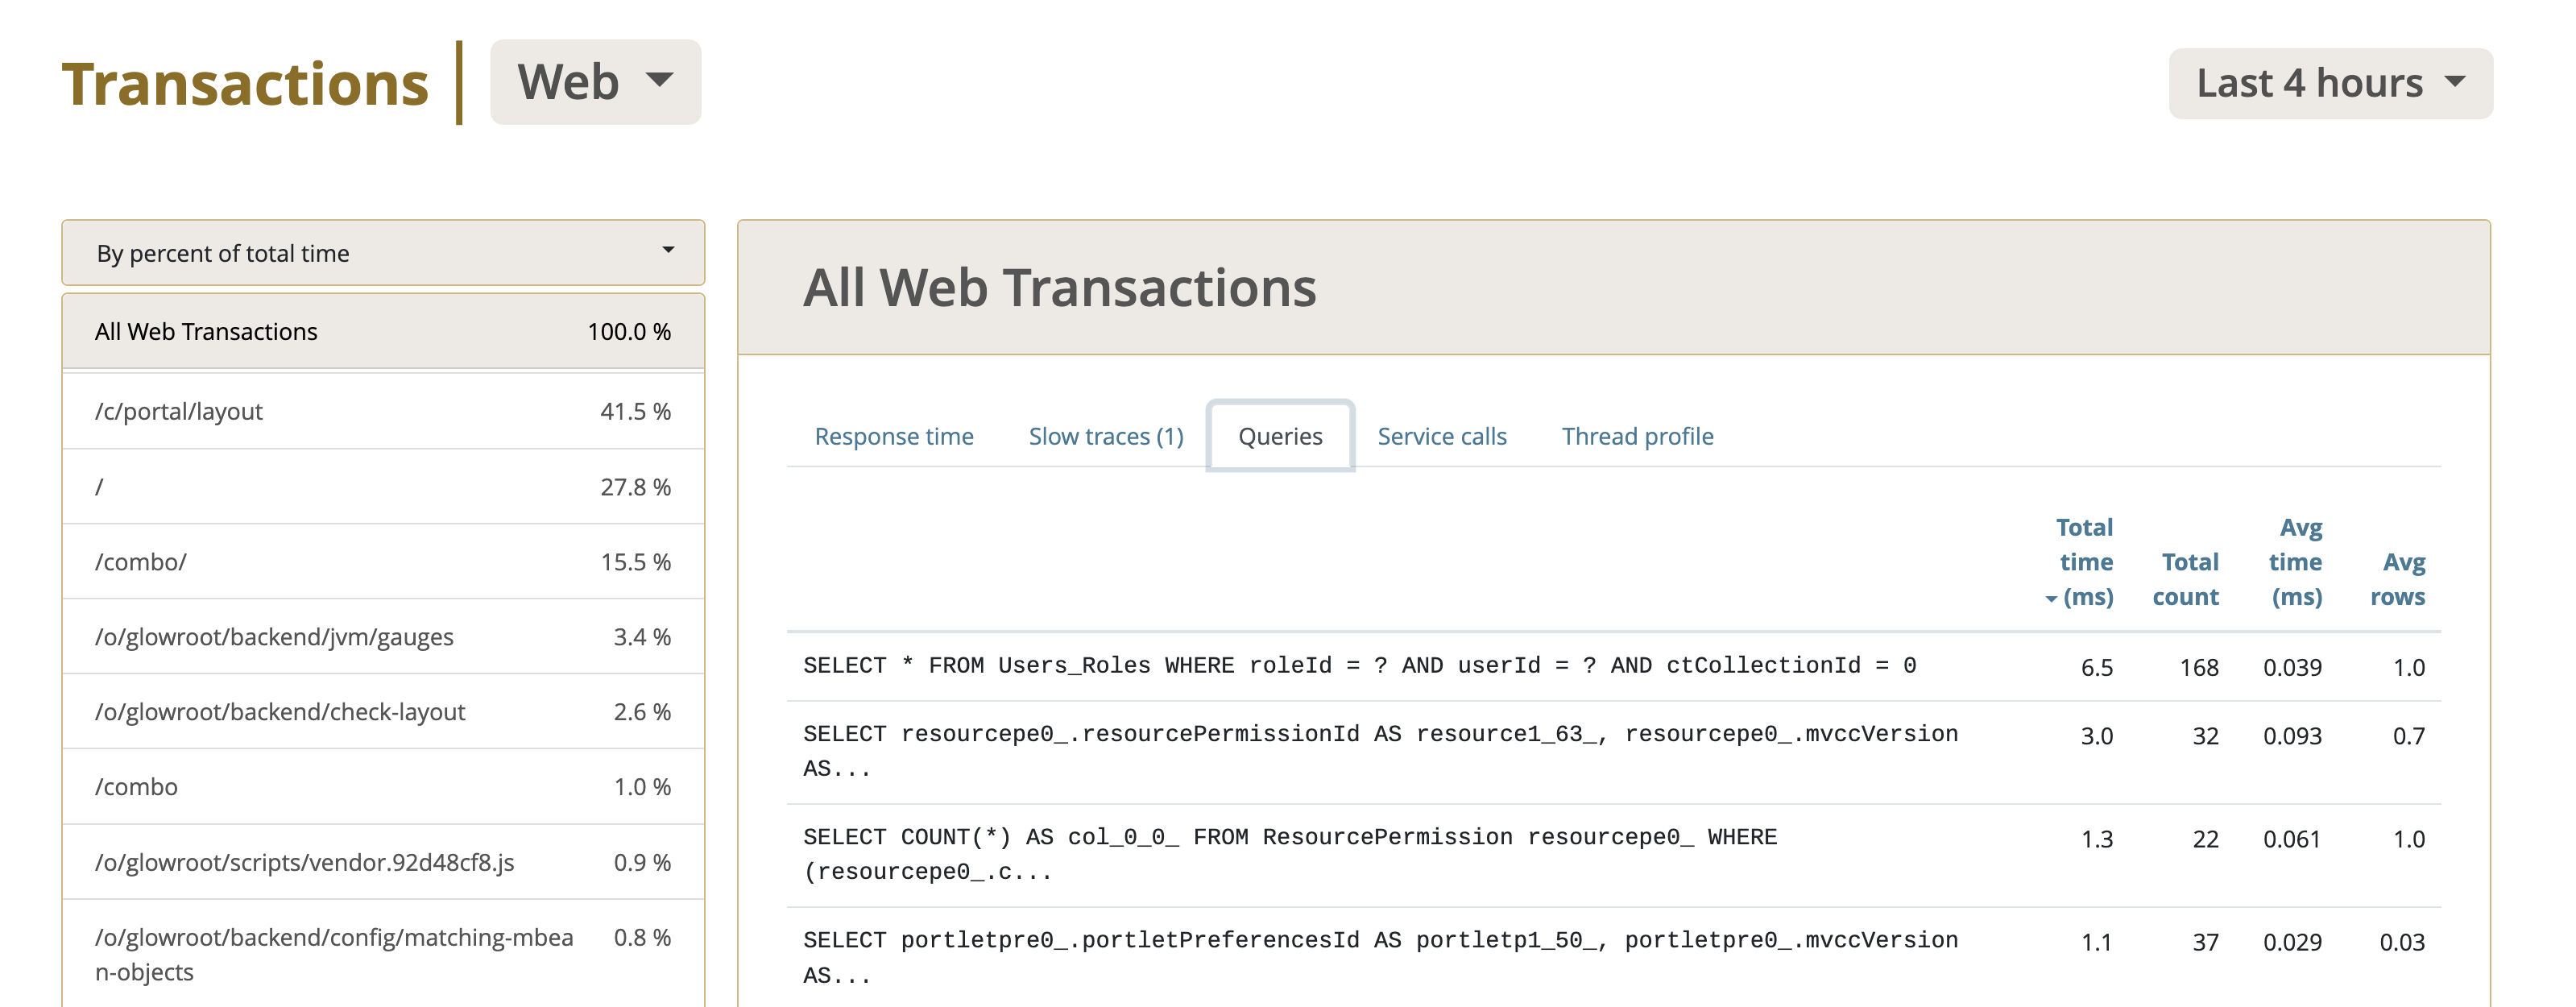 Transactions Web Last 4 hours
By percent of total time
All Web Transactions 100.0 %
/c/portal/layout 41.5 %
/ 27.8 %
/combo/ 15.5 %
/o/glowroot/backend/jvm/gauges 3.4 %
/o/glowroot/backend/check-layout 2.6 %
/combo 1.0 %
/o/glowroot/scripts/vendor.92d48cf8.js 0.9 %
/o/glowroot/backend/config/matching-mbea 0.8 %
n-objects
All Web Transactions
Response time Slow traces (1) Queries Service calls Thread profile
Total Avg
time Total time Avg
(ms) count (ms) rows
SELECT * FROM Users_Roles WHERE roleId = ? AND userId = ? AND ctCollectionId = 0 6.5 168 0.039 1.0
SELECT resourcepe0_.resourcePermissionId AS resource1_63_, resourcepe0_.mvccVersion 3.0 32 0.093 0.7
AS...
SELECT COUNT(*) AS col_0_0_ FROM ResourcePermission resourcepe0_ WHERE 1.3 22 0.061 1.0
(resourcepe0_.c...
SELECT portletpre0_.portletPreferencesId AS portletp1_50_, portletpre0_.mvccVersion 1.1 37 0.029 0.03
AS...